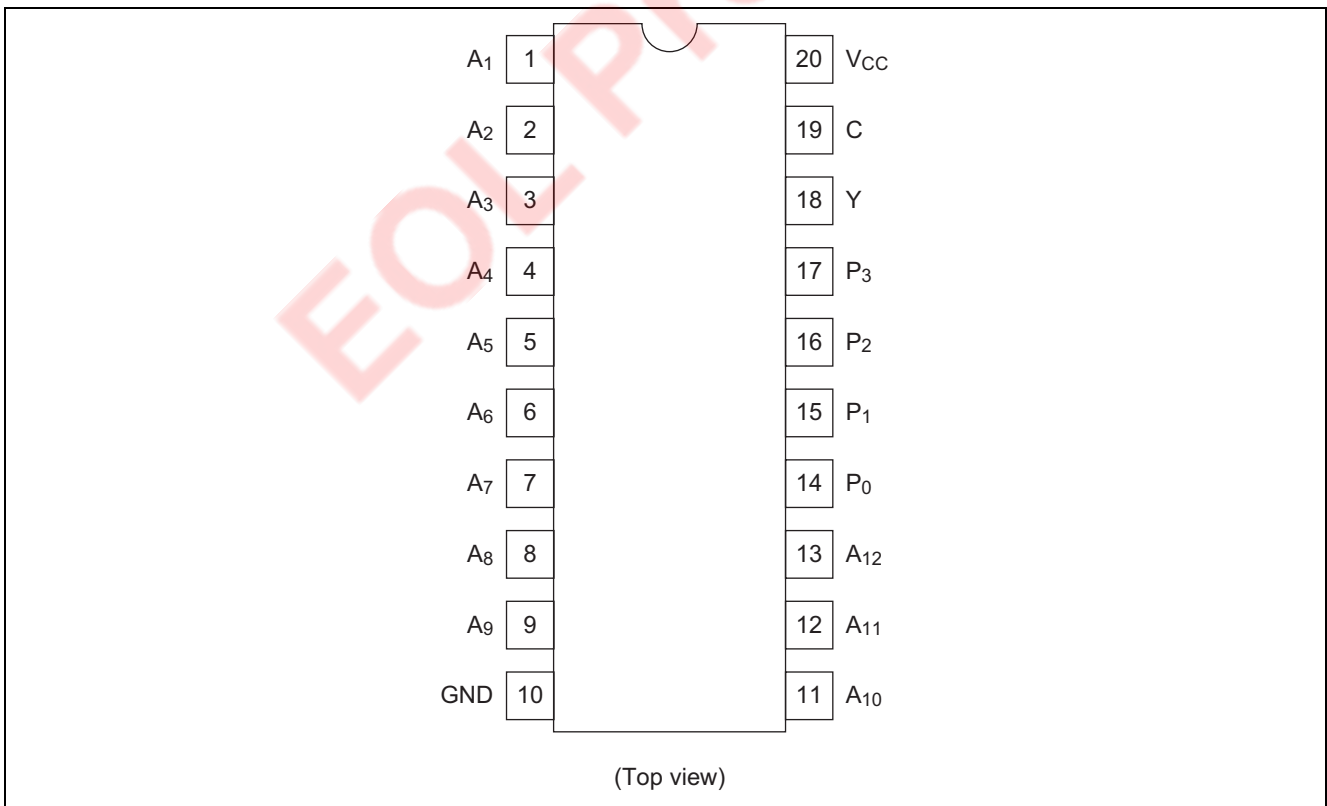 EOL Pr
A1 1 20 VCC
A2 2 19 C
A3 3 18 Y
A4 4 17 P3
A5 5 16 P2
A6 6 15 P1
A7 7 14 P0
A8 8 13 A12
A9 9 12 A11
GND 10 11 A10
(Top view)